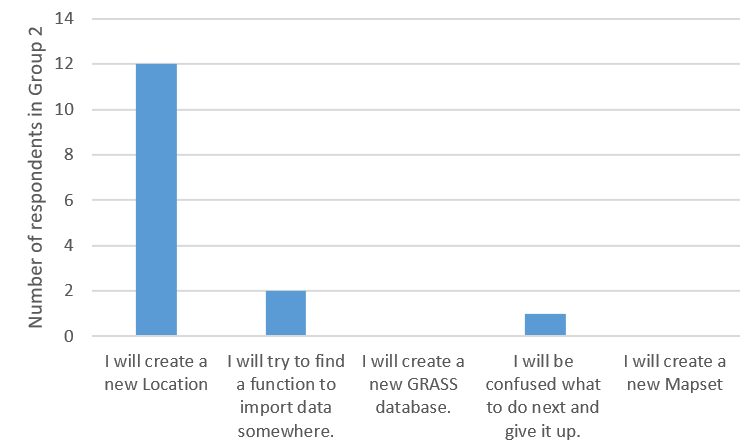 Number of respondents in Group 2
14
12
10
8
6
4
2
0
I will create a
new Location
I will try to find
a function to
import data
somewhere.
I will create a
new GRASS
database.
I will be
confused what
to do next and
give it up.
I will create a
new Mapset